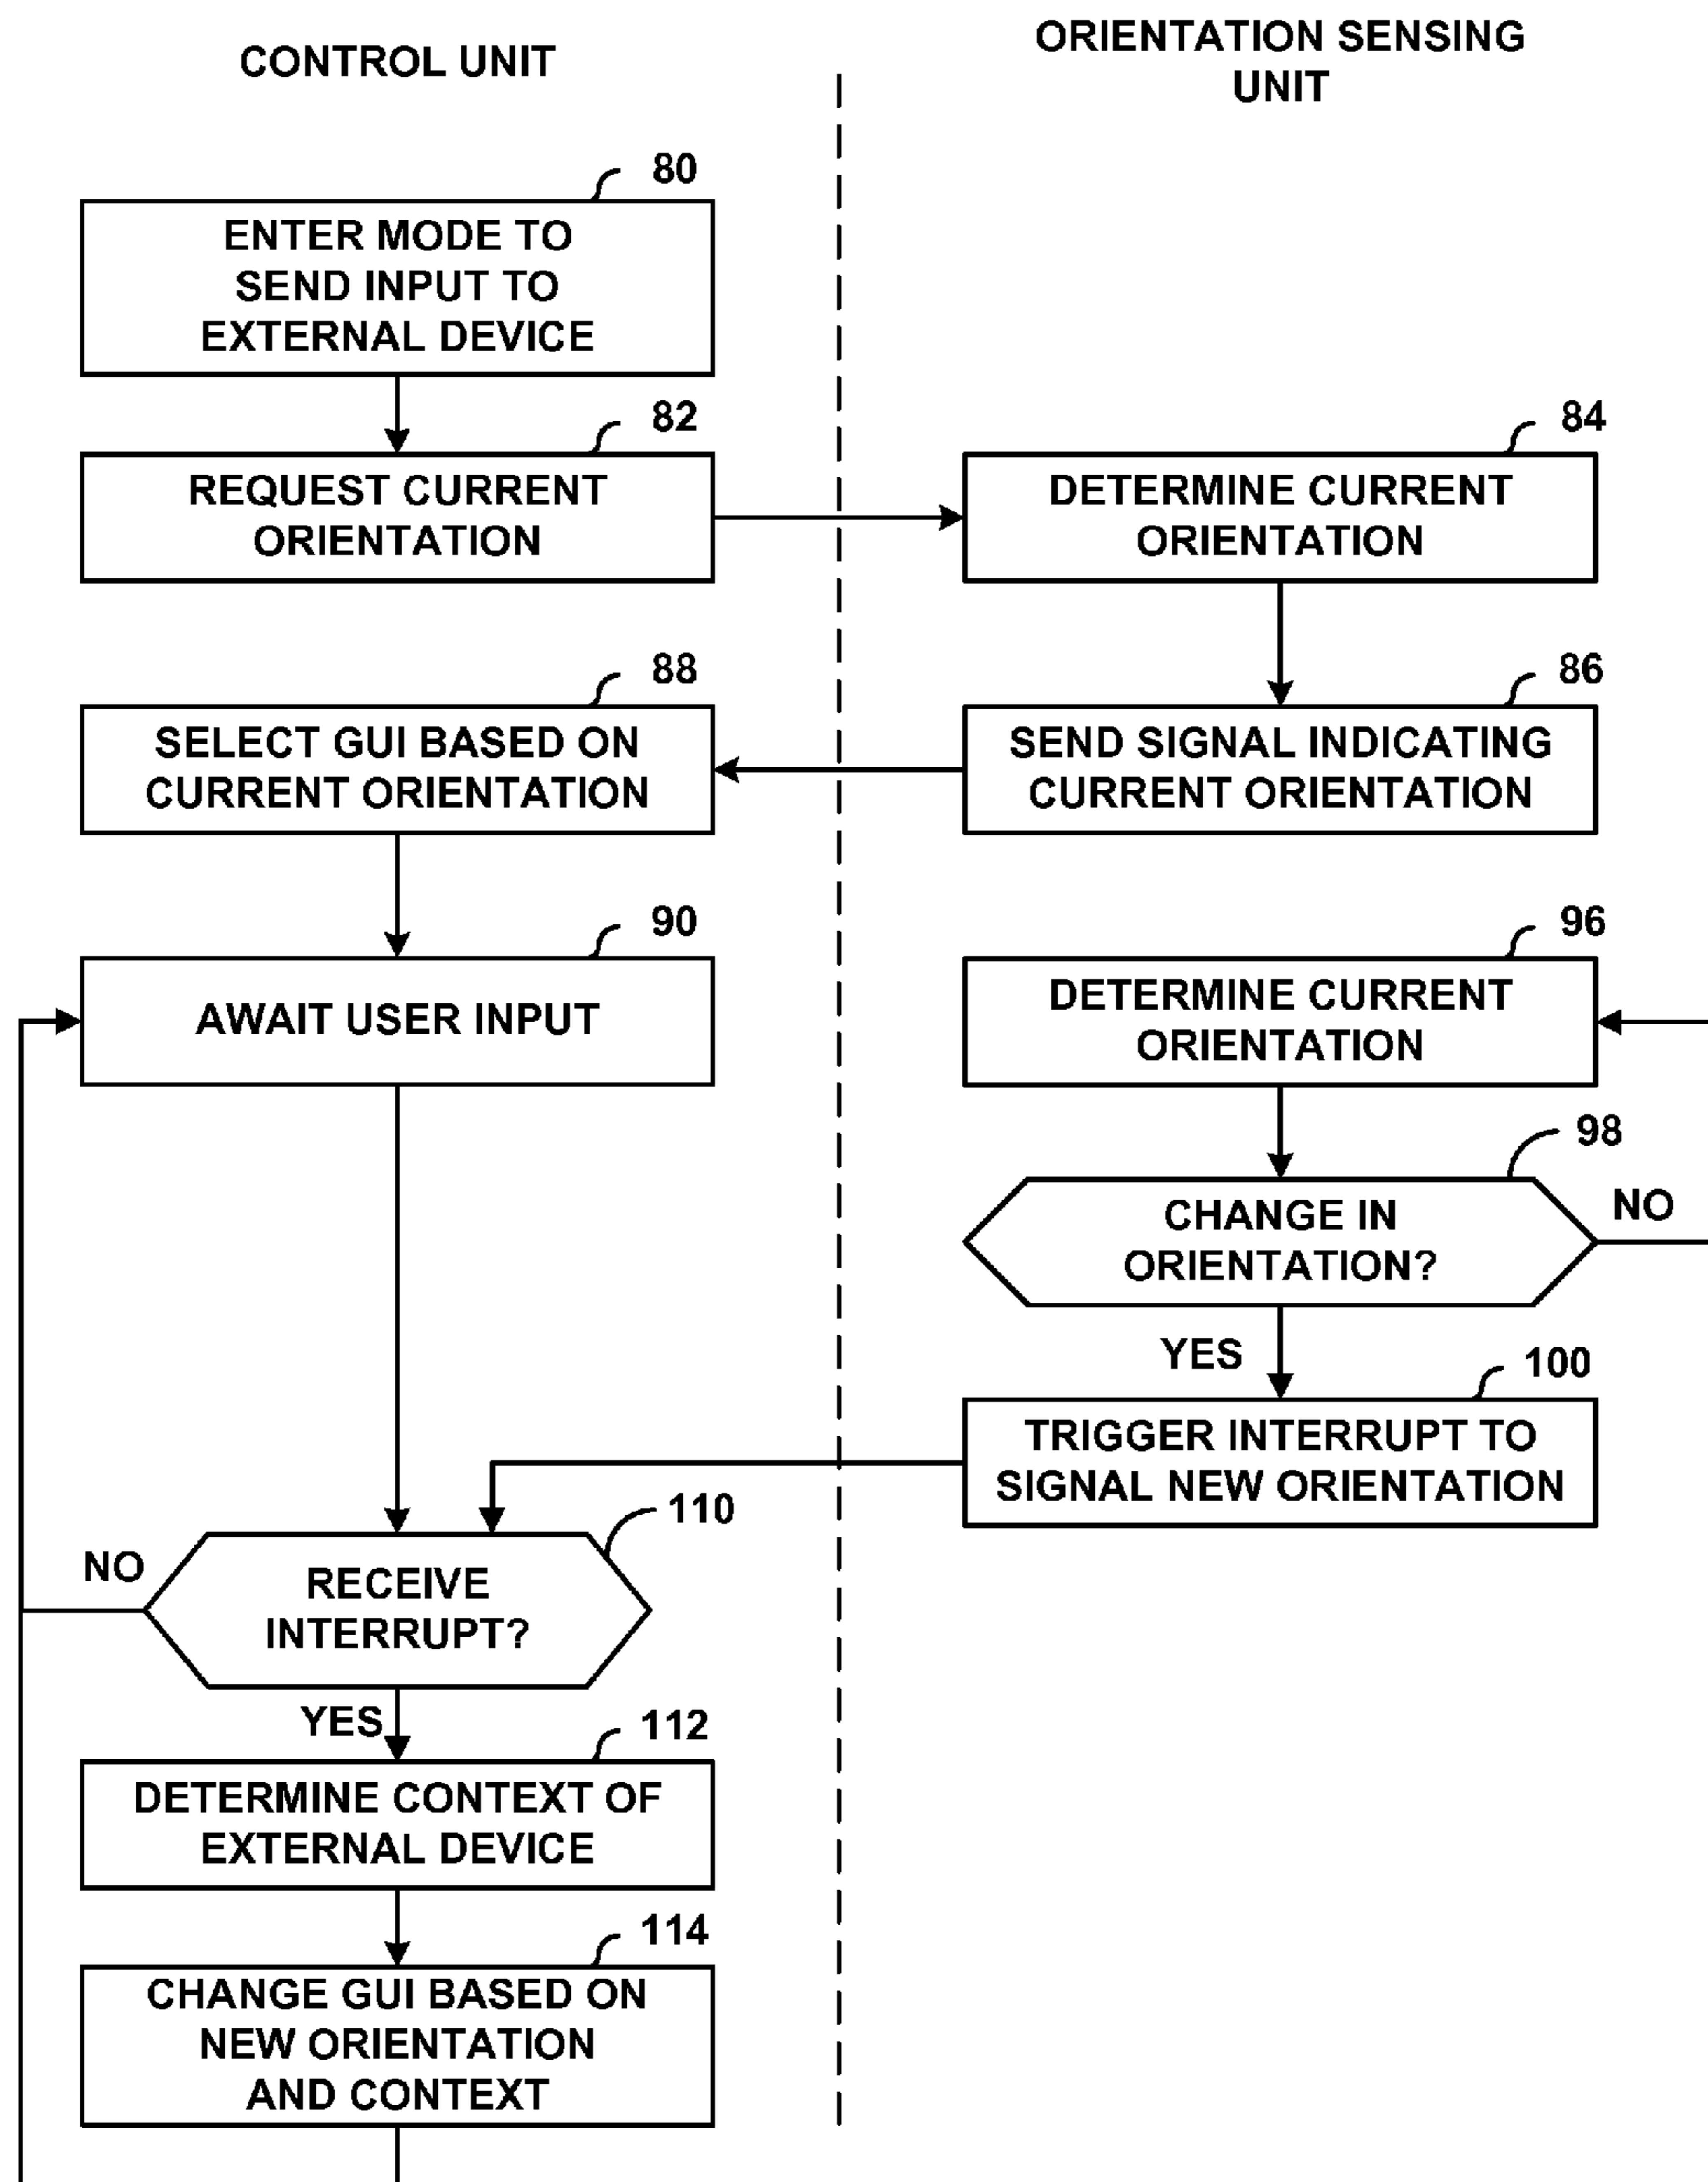 CONTROL UNIT
ORIENTATION SENSING
UNIT
80
ENTER MODE TO
SEND INPUT TO
EXTERNAL DEVICE
82
REQUEST CURRENT
ORIENTATION
84
DETERMINE CURRENT
ORIENTATION
86
SEND SIGNAL INDICATING
CURRENT ORIENTATION
88
SELECT GUI BASED ON
CURRENT ORIENTATION
90
AWAIT USER INPUT
96
DETERMINE CURRENT
ORIENTATION
98
CHANGE IN
ORIENTATION?
NO
YES
100
TRIGGER INTERRUPT TO
SIGNAL NEW ORIENTATION
110
RECEIVE
INTERRUPT?
NO
YES
112
DETERMINE CONTEXT OF
EXTERNAL DEVICE
114
CHANGE GUI BASED ON
NEW ORIENTATION
AND CONTEXT